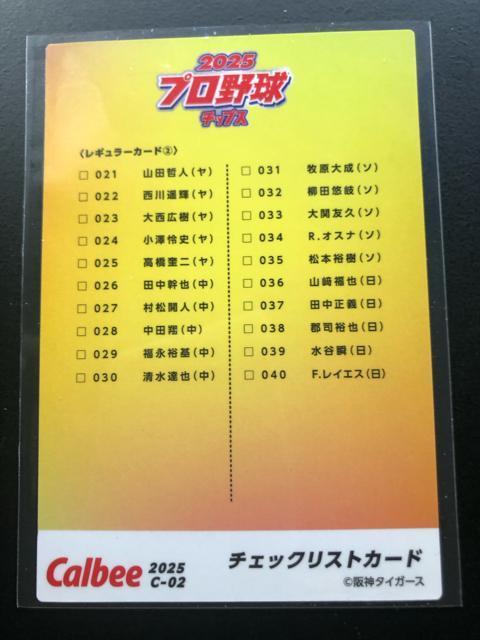 2025
プロ野球
チップス
〈レギュラーカード②〉
□ 021 山田哲人(ヤ)
□ 022 西川遥輝(ヤ)
□ 023 大西広樹(ヤ)
□ 024 小澤怜史(ヤ)
□ 025 高橋奎二(ヤ)
□ 026 田中幹也(中)
□ 027 村松開人(中)
□ 028 中田翔(中)
□ 029 福永裕基(中)
□ 030 清水達也(中)
□ 031 牧原大成(ソ)
□ 032 柳田悠岐(ソ)
□ 033 大関友久(ソ)
□ 034 R.オスナ(ソ)
□ 035 松本裕樹(ソ)
□ 036 山﨑福也(日)
□ 037 田中正義(日)
□ 038 郡司裕也(日)
□ 039 水谷瞬(日)
□ 040 F.レイエス(日)
Calbee 2025
C-02
チェックリストカード
©阪神タイガース